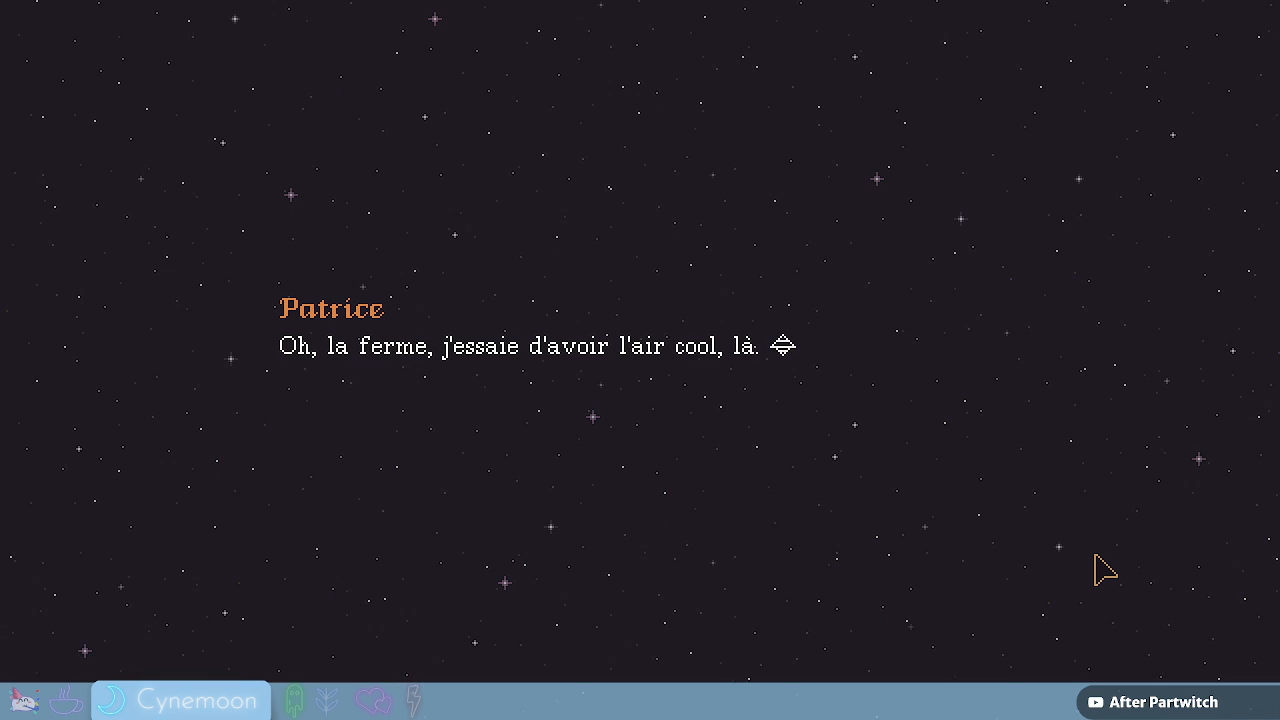 Patrice
Oh, la ferme, j'essaie d'avoir l'air cool, là.
Cynemoon
After Partwitch